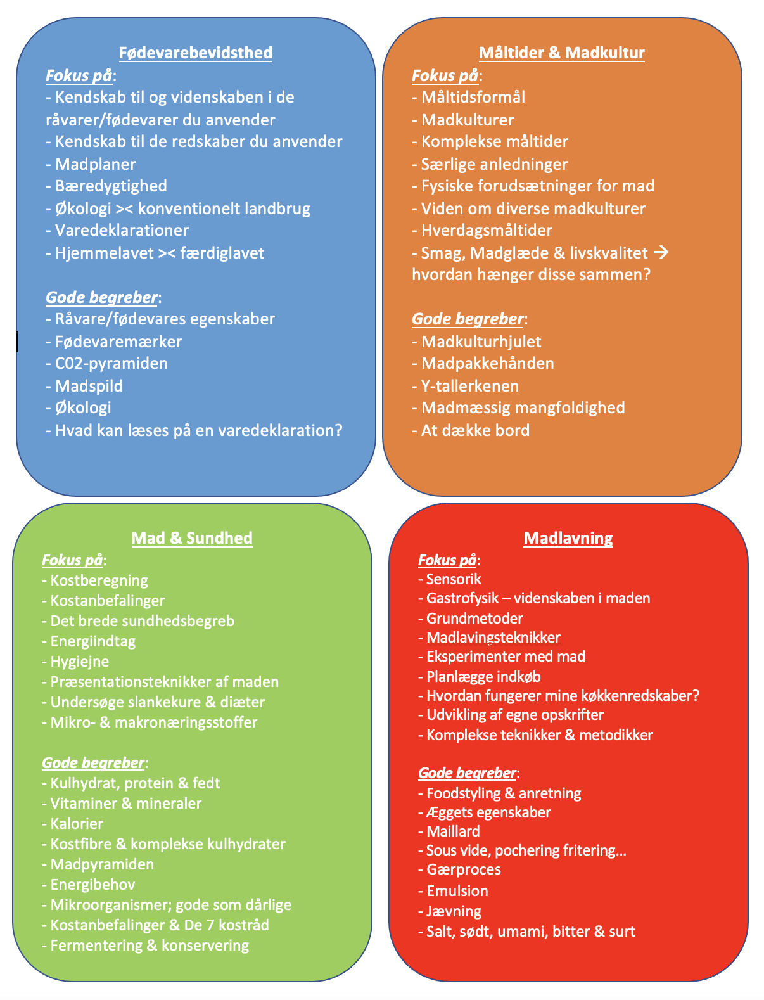 Fødevarebevidsthed
Fokus på:
- Kendskab til og videnskaben i de
råvarer/fødevarer du anvender
- Kendskab til de redskaber du anvender
- Madplaner
- Bæredygtighed
- Økologi >< konventionelt landbrug
- Varedeklarationer
- Hjemmelavet >< færdiglavet
Gode begreber:
- Råvare/fødevares egenskaber
- Fødevaremærker
- C02-pyramiden
- Madspild
- Økologi
- Hvad kan læses på en varedeklaration?
Måltider & Madkultur
Fokus på:
- Måltidsformål
- Madkulturer
- Komplekse måltider
- Særlige anledninger
- Fysiske forudsætninger for mad
- Viden om diverse madkulturer
- Hverdagsmåltider
- Smag, Madglæde & livskvalitet →
hvordan hænger disse sammen?
Gode begreber:
- Madkulturhjulet
- Madpakkehånden
- Y-tallerkenen
- Madmæssig mangfoldighed
- At dække bord
Mad & Sundhed
Fokus på:
- Kostberegning
- Kostanbefalinger
- Det brede sundhedsbegreb
- Energiindtag
- Hygiejne
- Præsentationsteknikker af maden
- Undersøge slankekure & diæter
- Mikro- & makronæringsstoffer
Gode begreber:
- Kulhydrat, protein & fedt
- Vitaminer & mineraler
- Kalorier
- Kostfibre & komplekse kulhydrater
- Madpyramiden
- Energibehov
- Mikroorganismer; gode som dårlige
- Kostanbefalinger & De 7 kostråd
- Fermentering & konservering
Madlavning
Fokus på:
- Sensorik
- Gastrofysik – videnskaben i maden
- Grundmetoder
- Madlavingsteknikker
- Eksperimenter med mad
- Planlægge indkøb
- Hvordan fungerer mine køkkenredskaber?
- Udvikling af egne opskrifter
- Komplekse teknikker & metodikker
Gode begreber:
- Foodstyling & anretning
- Æggets egenskaber
- Maillard
- Sous vide, pochering fritering…
- Gærproces
- Emulsion
- Jævning
- Salt, sødt, umami, bitter & surt